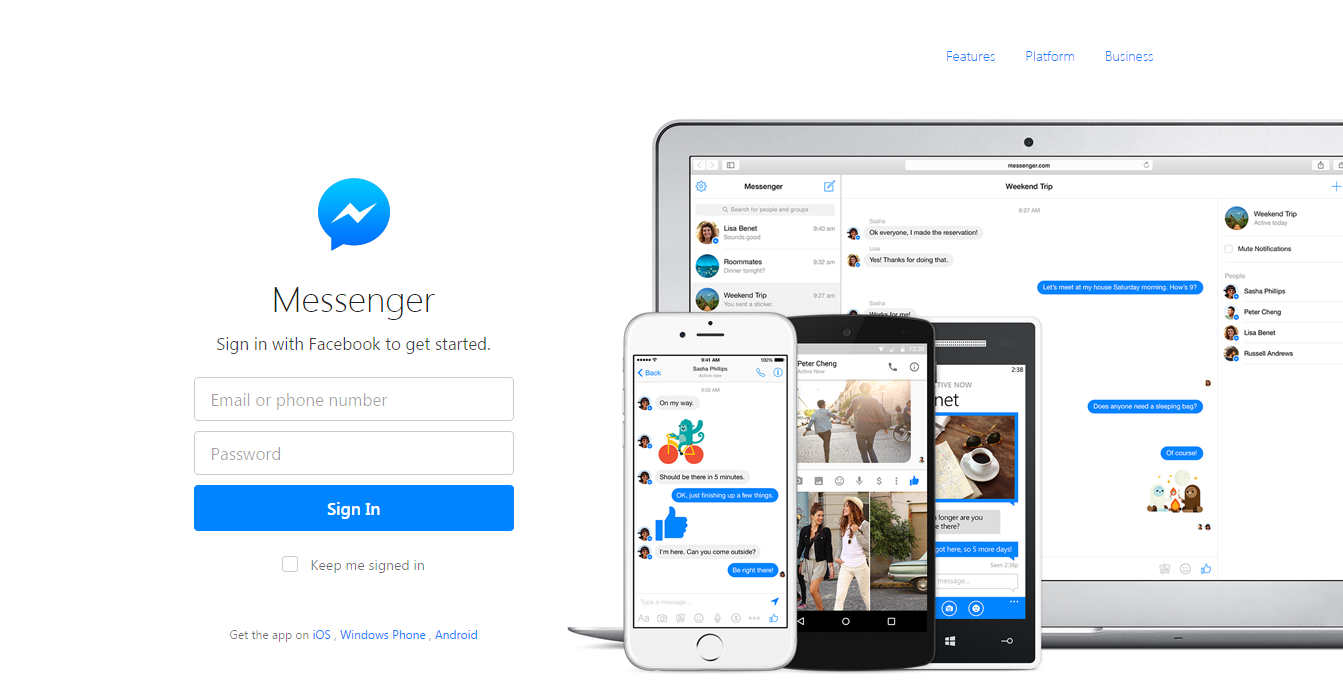 Features
Platform
Business
Messenger
Sign in with Facebook to get started.
Email or phone number
Password
Sign In
Keep me signed in
Get the app on iOS , Windows Phone , Android
messenger.com
Messenger
Weekend Trip
Search for people and groups
Lisa Benet
9:40 am
Sounds good
Roommates
9:32 am
Dinner tonight?
Weekend Trip
9:27 am
You sent a sticker.
9:27 AM
Sasha
Ok everyone, I made the reservation!
Lisa
Yes! Thanks for doing that.
Let's meet at my house Saturday morning. How's 9?
Sasha
Works for me!
Does anyone need a sleeping bag?
Of course!
Weekend Trip
Active today
Mute Notifications
People
Sasha Phillips
Peter Cheng
Lisa Benet
Russell Andrews
9:41 AM
100%
Back
Sasha Phillips
Active now
9:32 AM
On my way.
Should be there in 5 minutes.
OK, just finishing up a few things.
I'm here. Can you come outside?
Be right there!
Type a message...
Aa
12:30
Peter Cheng
Active Now
$
2:38
TIVE NOW
net
longer are you
there?
got here, so 5 more days!
Seen 2:38p
message...